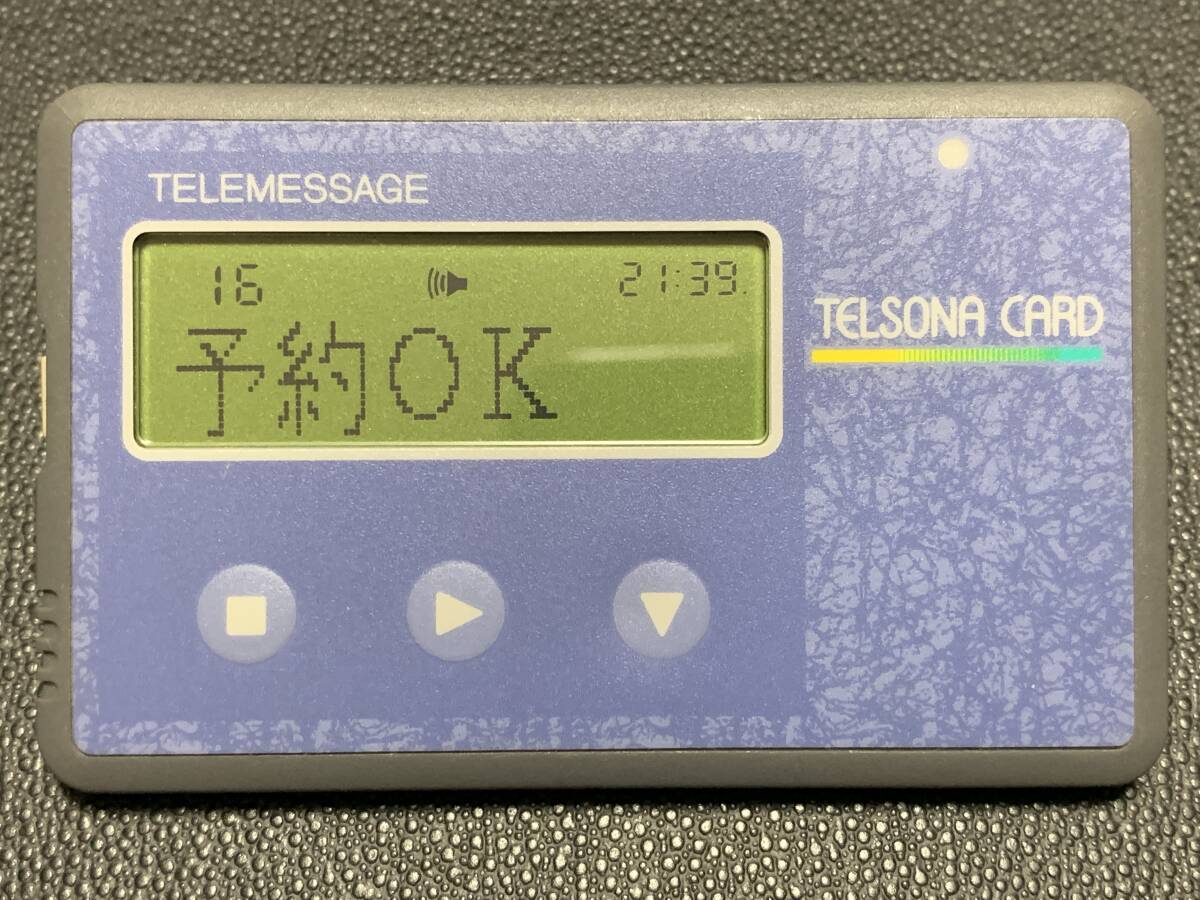 TELEMESSAGE
16 21:39.
予約OK
TELSONA CARD